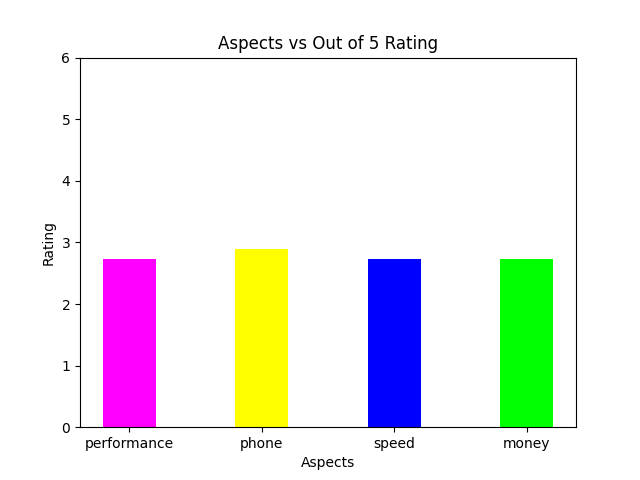 Aspects vs Out of 5 Rating
6
5
4
3
2
1
0
Rating
performance phone speed money
Aspects